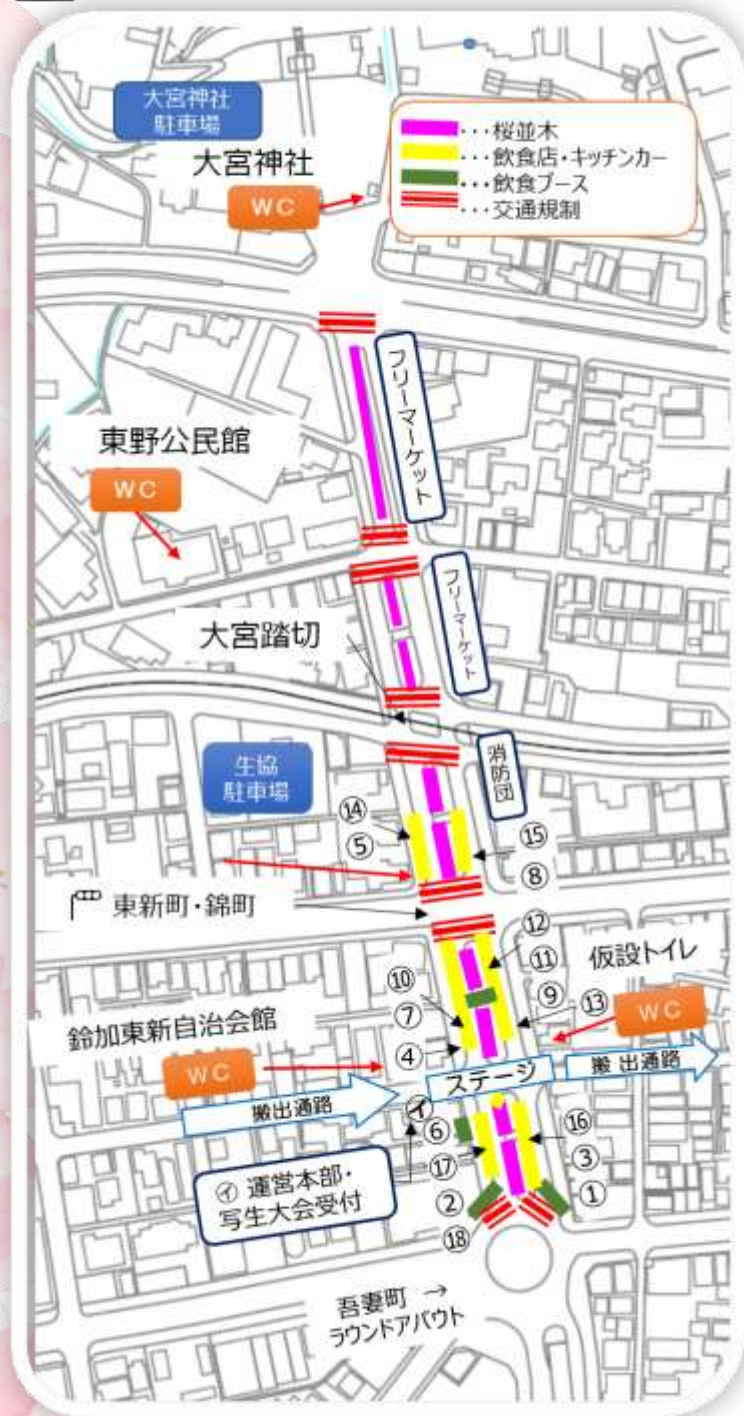 大宮神社
駐車場
大宮神社
WC
・・・桜並木
・・・飲食店・キッチンカー
・・・飲食ブース
・・・交通規制
フリーマーケット
東野公民館
WC
フリーマーケット
大宮踏切
消防団
生協
駐車場
⑭
⑤
⑮
⑧
東新町・錦町
⑫
⑪
仮設トイレ
⑩
⑨
⑬
WC
⑦
鈴加東新自治会館
④
WC
ステージ
搬出通路
搬出通路
㋑
⑥
⑯
⑰
③
㋑ 運営本部・
写生大会受付
②
①
⑱
吾妻町 →
ラウンドアバウト